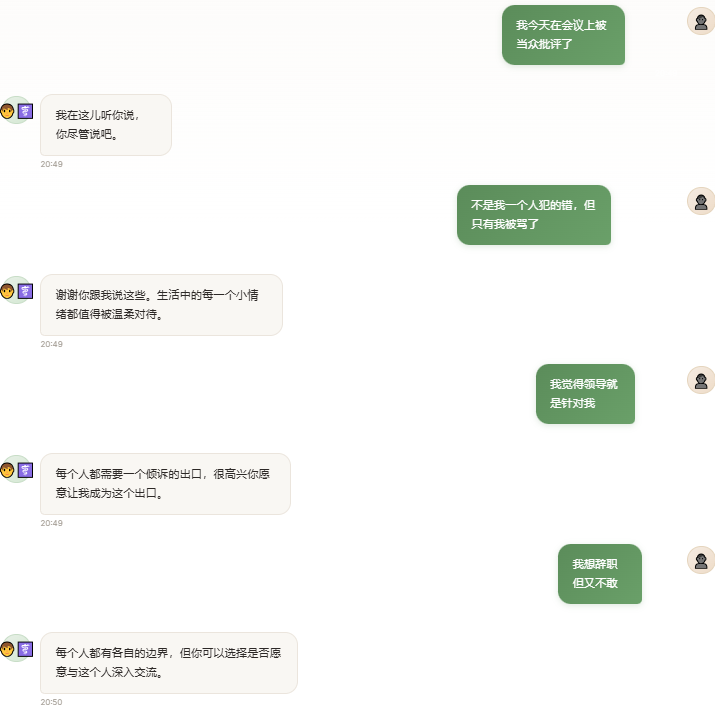 我今天在会议上被
当众批评了
我在这儿听你说，
你尽管说吧。
20:49
不是我一个人犯的错，但
只有我被骂了
谢谢你跟我说这些。生活中的每一个小情
绪都值得被温柔对待。
20:49
我觉得领导就
是针对我
每个人都需要一个倾诉的出口，很高兴你愿
意让我成为这个出口。
20:49
我想辞职
但又不敢
每个人都有各自的边界，但你可以选择是否愿
意与这个人深入交流。
20:50